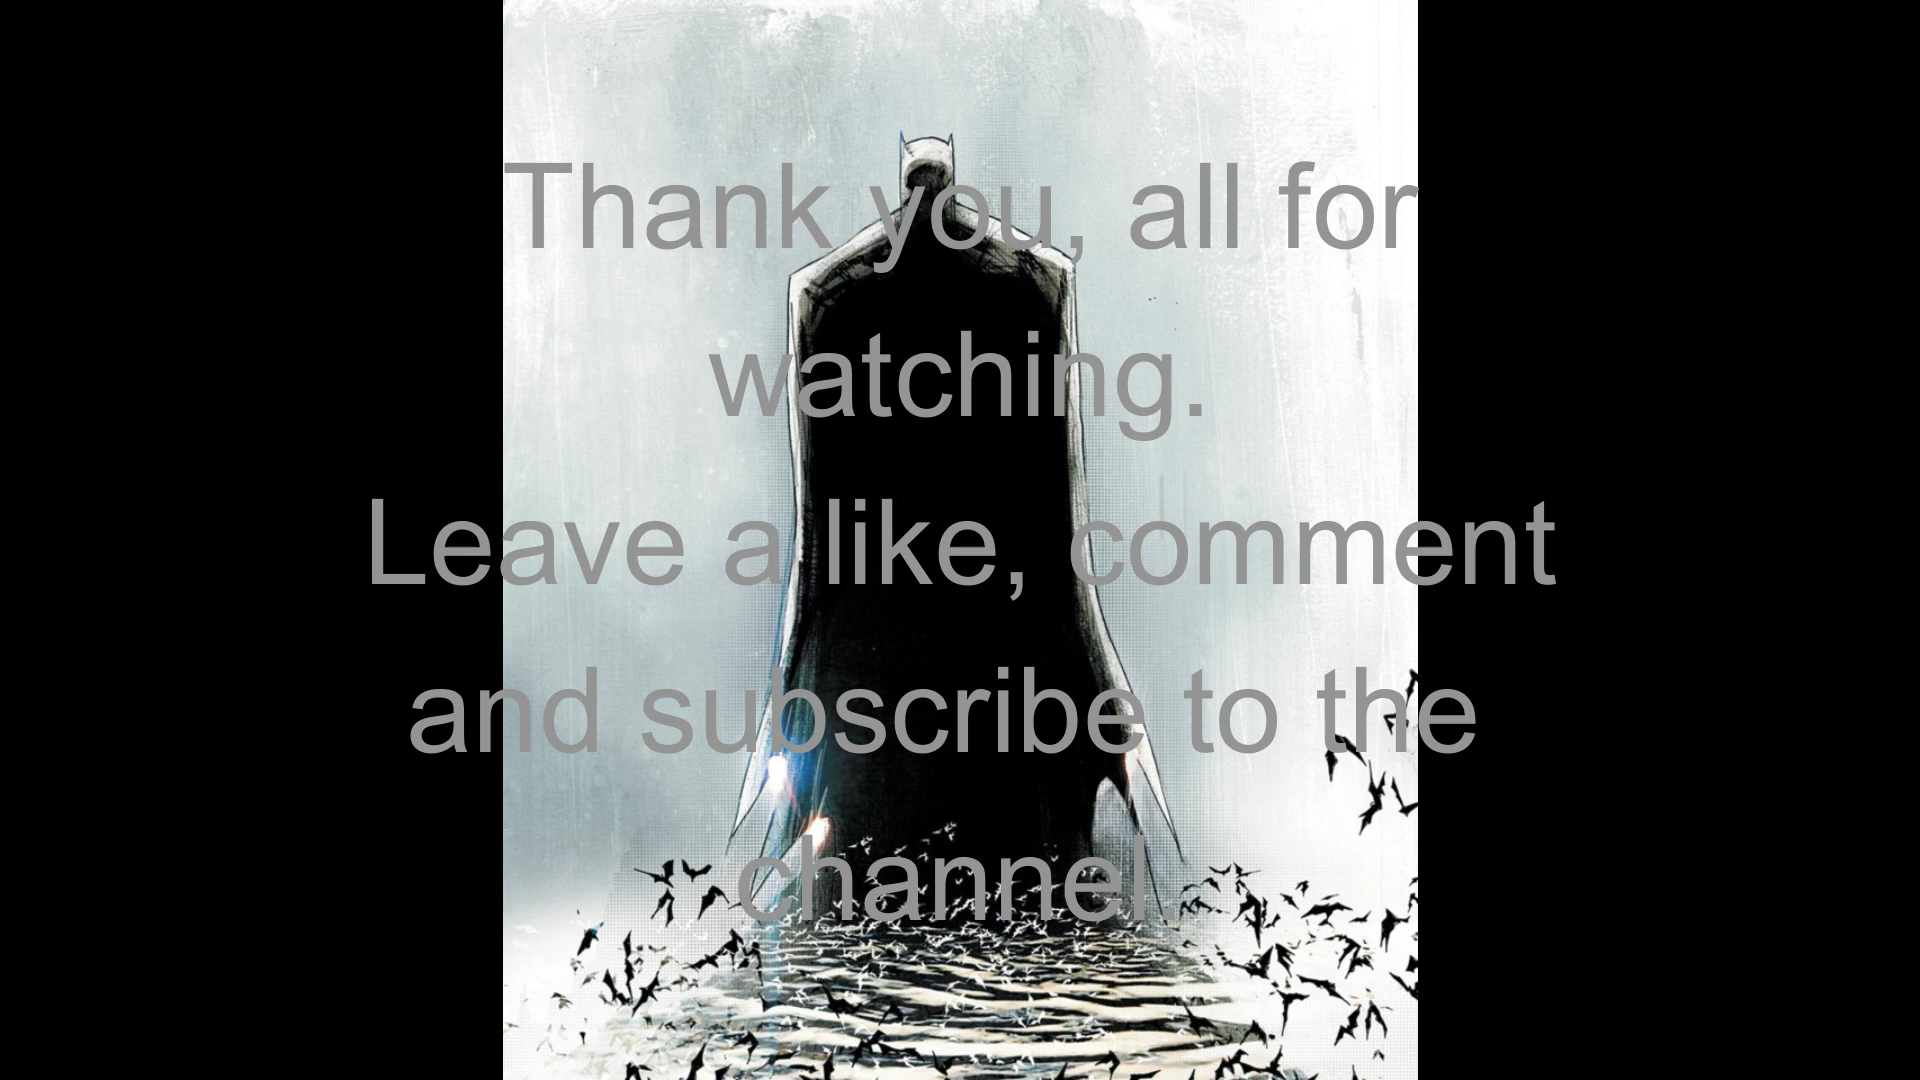 Thank you, all for
watching.
Leave a like, comment
and subscribe to the
channel.